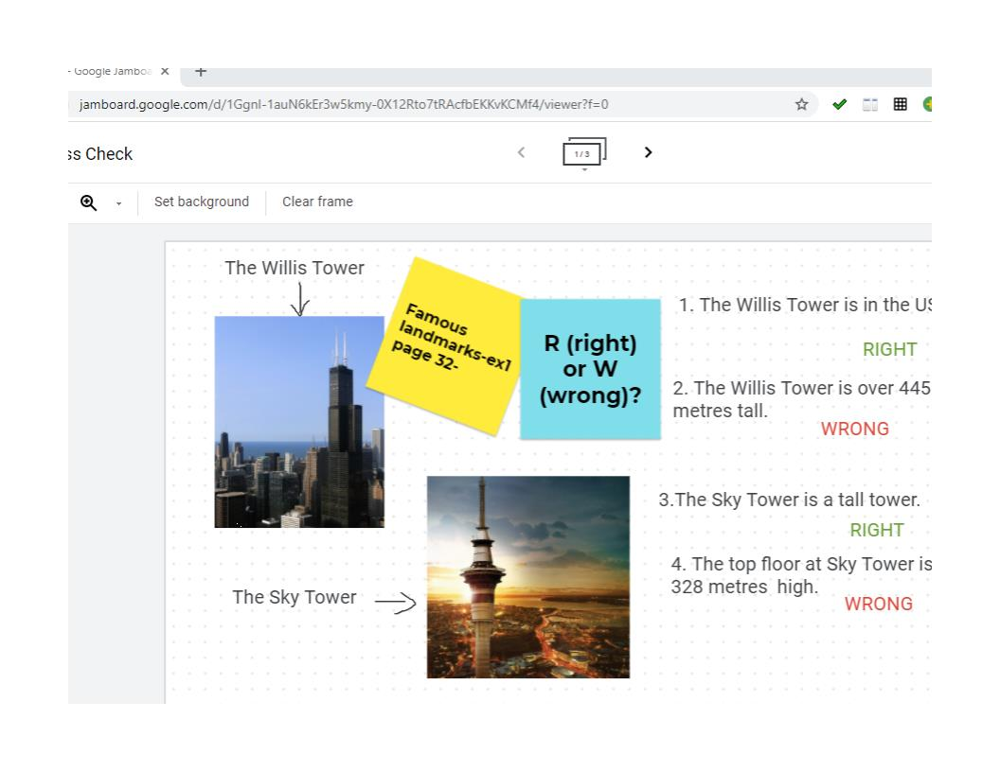 - Google Jamboa
jamboard.google.com/d/1GgnI-1auN6kEr3w5kmy-0X12Rto7tRAcfbEKKvKCMf4/viewer?f=0
ss Check
1 / 3
Set background
Clear frame
The Willis Tower
Famous
landmarks-ex1
page 32-
R (right)
or W
(wrong)?
1. The Willis Tower is in the US
RIGHT
2. The Willis Tower is over 445
metres tall.
WRONG
3.The Sky Tower is a tall tower.
RIGHT
4. The top floor at Sky Tower is
328 metres  high.
WRONG
The Sky Tower